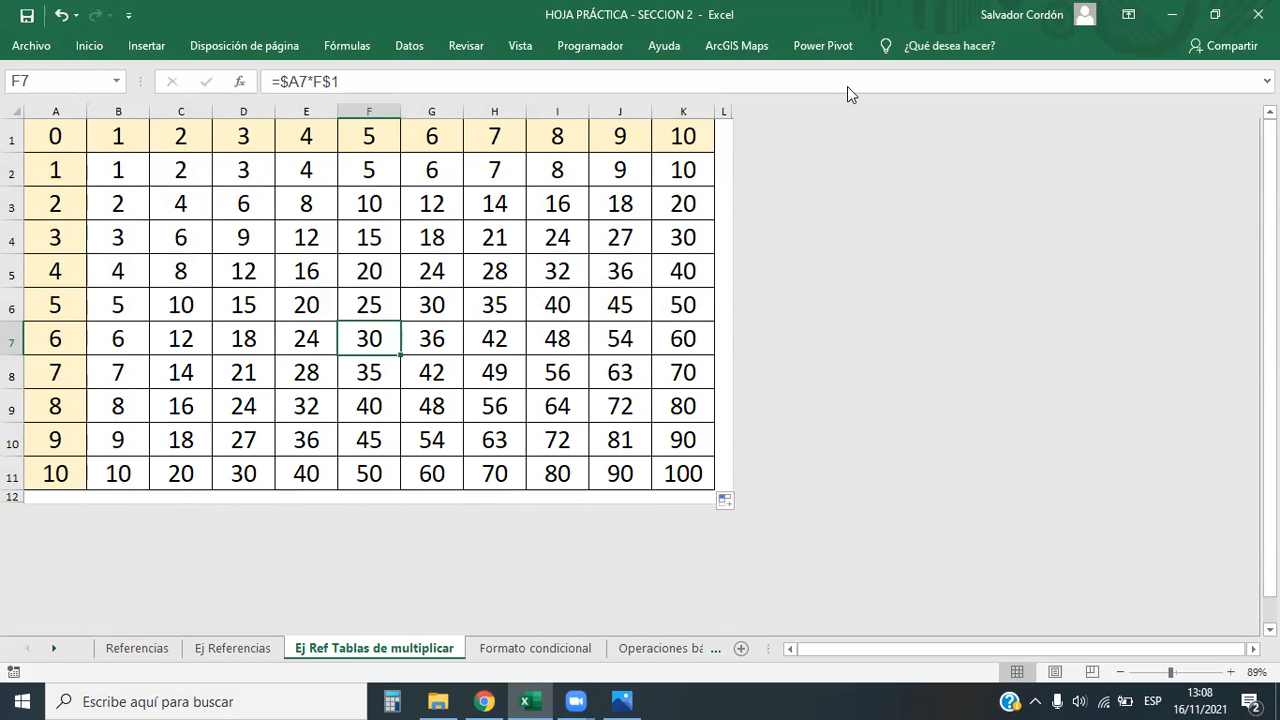 HOJA PRÁCTICA - SECCION 2 - Excel
Salvador Cordón
Archivo Inicio Insertar Disposición de página Fórmulas Datos Revisar Vista Programador Ayuda ArcGIS Maps Power Pivot ¿Qué desea hacer? Compartir
F7 fx =$A7*F$1
A B C D E F G H I J K L
1 0 1 2 3 4 5 6 7 8 9 10
2 1 1 2 3 4 5 6 7 8 9 10
3 2 2 4 6 8 10 12 14 16 18 20
4 3 3 6 9 12 15 18 21 24 27 30
5 4 4 8 12 16 20 24 28 32 36 40
6 5 5 10 15 20 25 30 35 40 45 50
7 6 6 12 18 24 30 36 42 48 54 60
8 7 7 14 21 28 35 42 49 56 63 70
9 8 8 16 24 32 40 48 56 64 72 80
10 9 9 18 27 36 45 54 63 72 81 90
11 10 10 20 30 40 50 60 70 80 90 100
12
Referencias Ej Referencias Ej Ref Tablas de multiplicar Formato condicional Operaciones bá ...
89%
Escribe aquí para buscar
ESP
13:08
16/11/2021
2